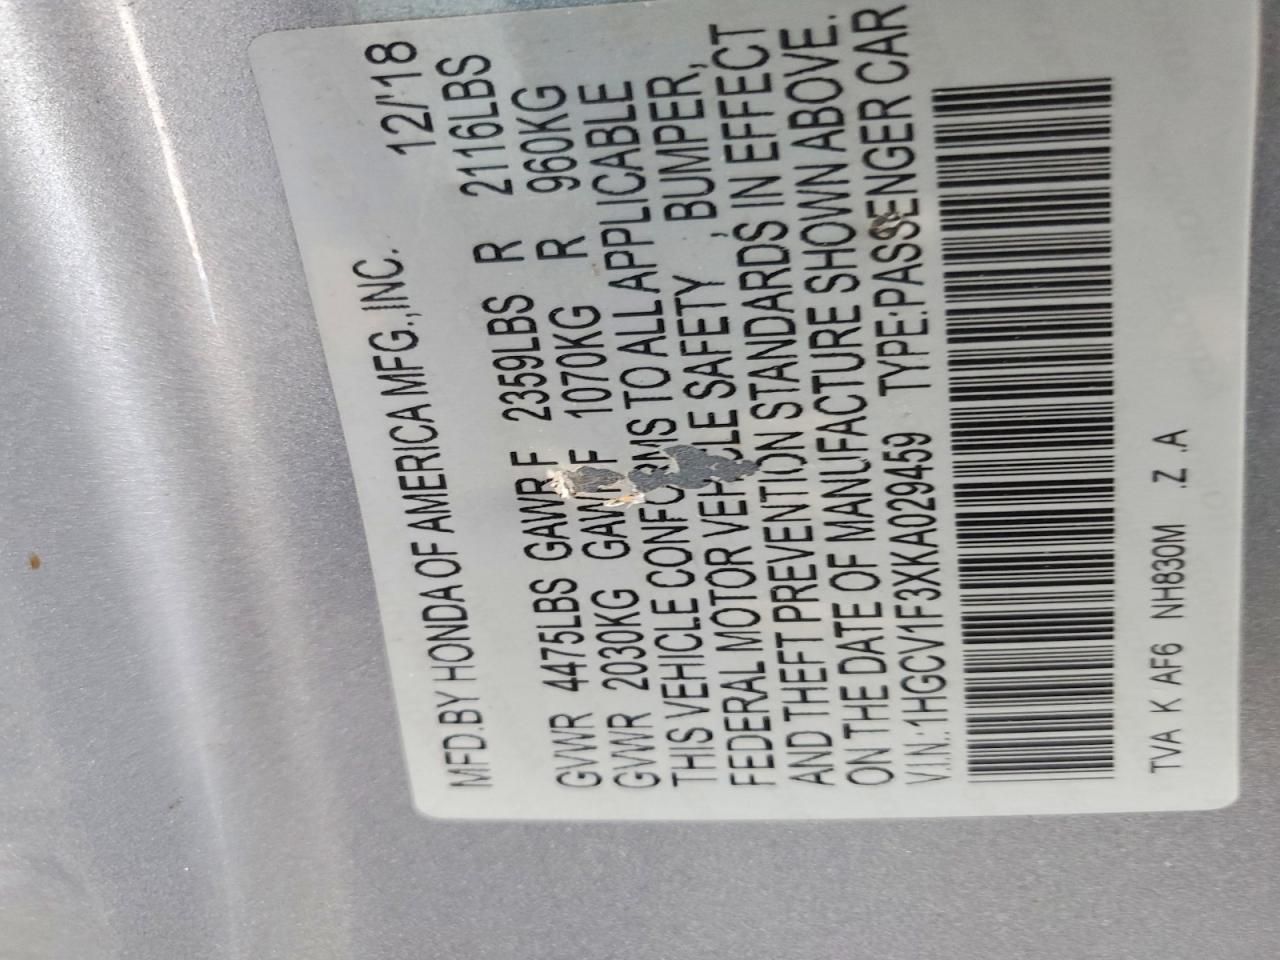 MFD.BY HONDA OF AMERICA MFG.,INC. 12/'18
GVWR 4475LBS GAWR F 2359LBS R 2116LBS
GVWR 2030KG GAWR F 1070KG R 960KG
THIS VEHICLE CONFORMS TO ALL APPLICABLE
FEDERAL MOTOR VEHICLE SAFETY , BUMPER,
AND THEFT PREVENTION STANDARDS IN EFFECT
ON THE DATE OF MANUFACTURE SHOWN ABOVE.
V.I.N.:1HGCV1F3XKA029459 TYPE:PASSENGER CAR
TVA K AF6 NH830M .Z .A